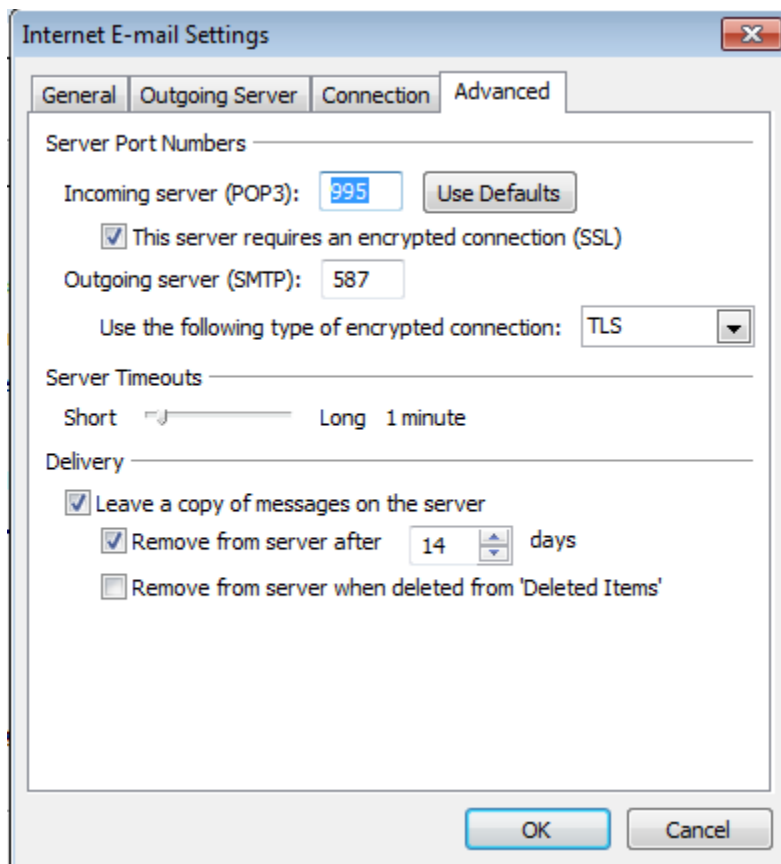 Internet E-mail Settings
General Outgoing Server Connection Advanced
Server Port Numbers
Incoming server (POP3): 995 Use Defaults
This server requires an encrypted connection (SSL)
Outgoing server (SMTP): 587
Use the following type of encrypted connection: TLS
Server Timeouts
Short Long 1 minute
Delivery
Leave a copy of messages on the server
Remove from server after 14 days
Remove from server when deleted from 'Deleted Items'
OK Cancel